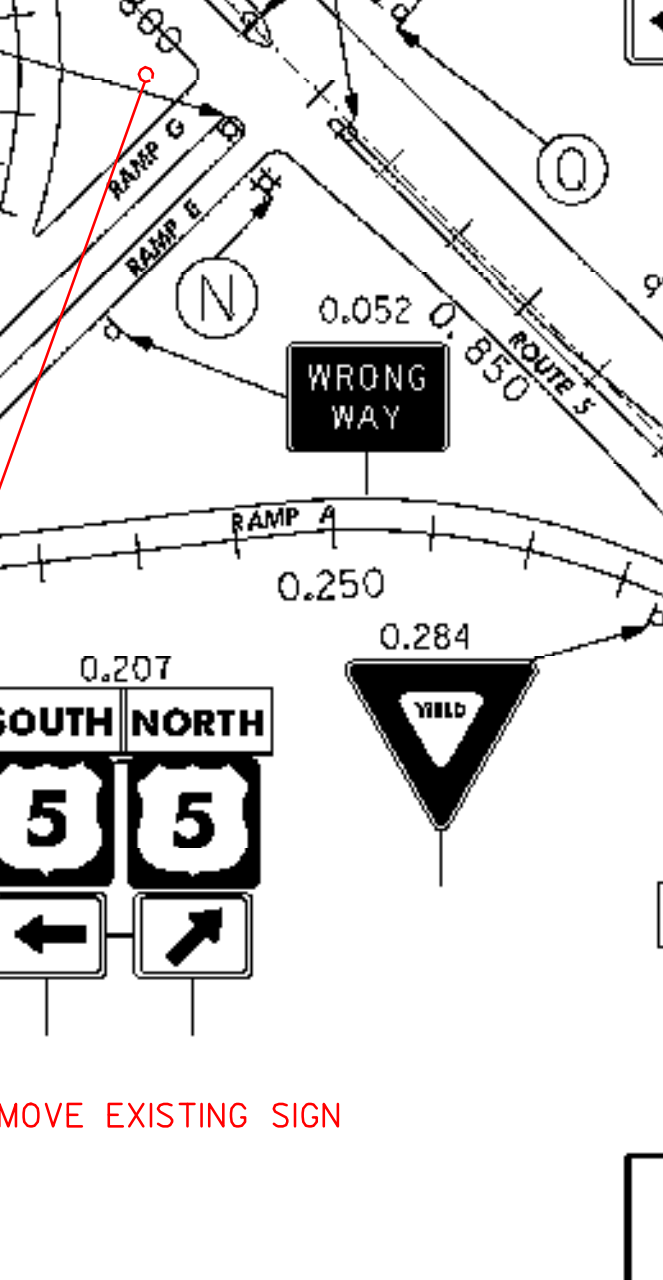 RAMP G
RAMP E
Q
N
0.052
0.850
ROUTE 5
WRONG
WAY
RAMP A
0.250
0.284
YIELD
0.207
SOUTH
NORTH
5
5
MOVE EXISTING SIGN